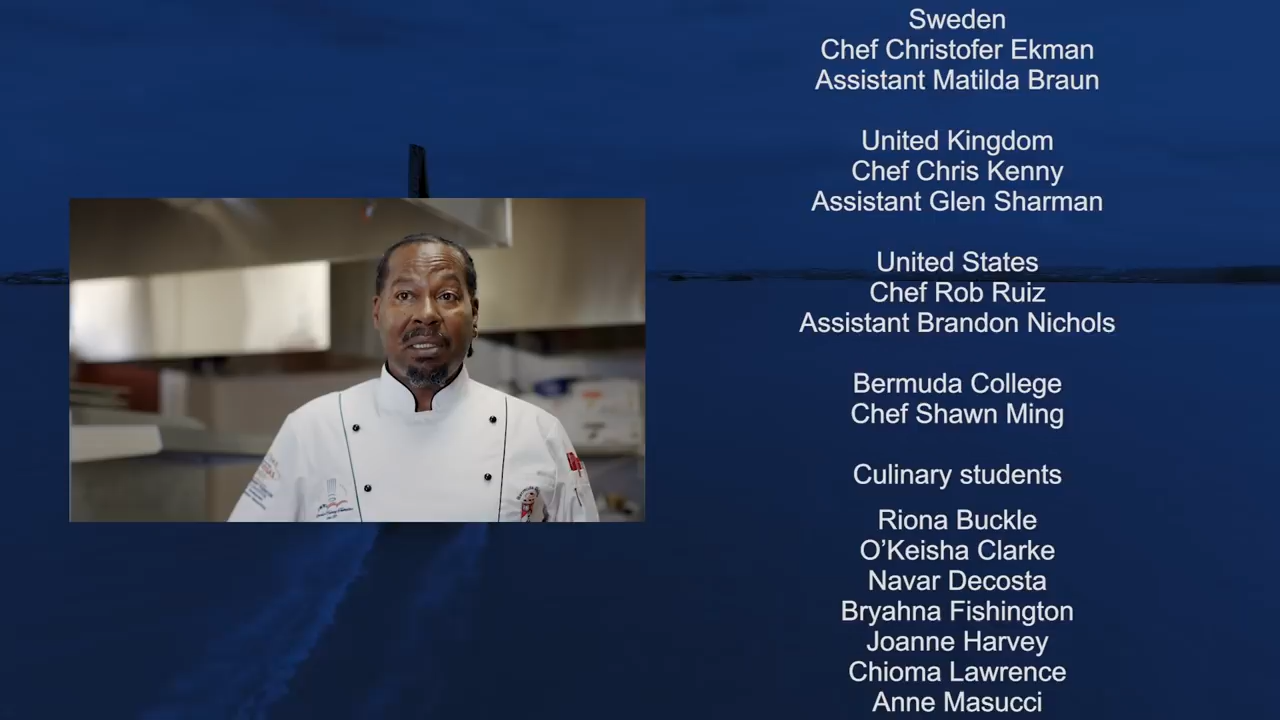 Sweden
Chef Christofer Ekman
Assistant Matilda Braun
United Kingdom
Chef Chris Kenny
Assistant Glen Sharman
United States
Chef Rob Ruiz
Assistant Brandon Nichols
Bermuda College
Chef Shawn Ming
Culinary students
Riona Buckle
O’Keisha Clarke
Navar Decosta
Bryahna Fishington
Joanne Harvey
Chioma Lawrence
Anne Masucci